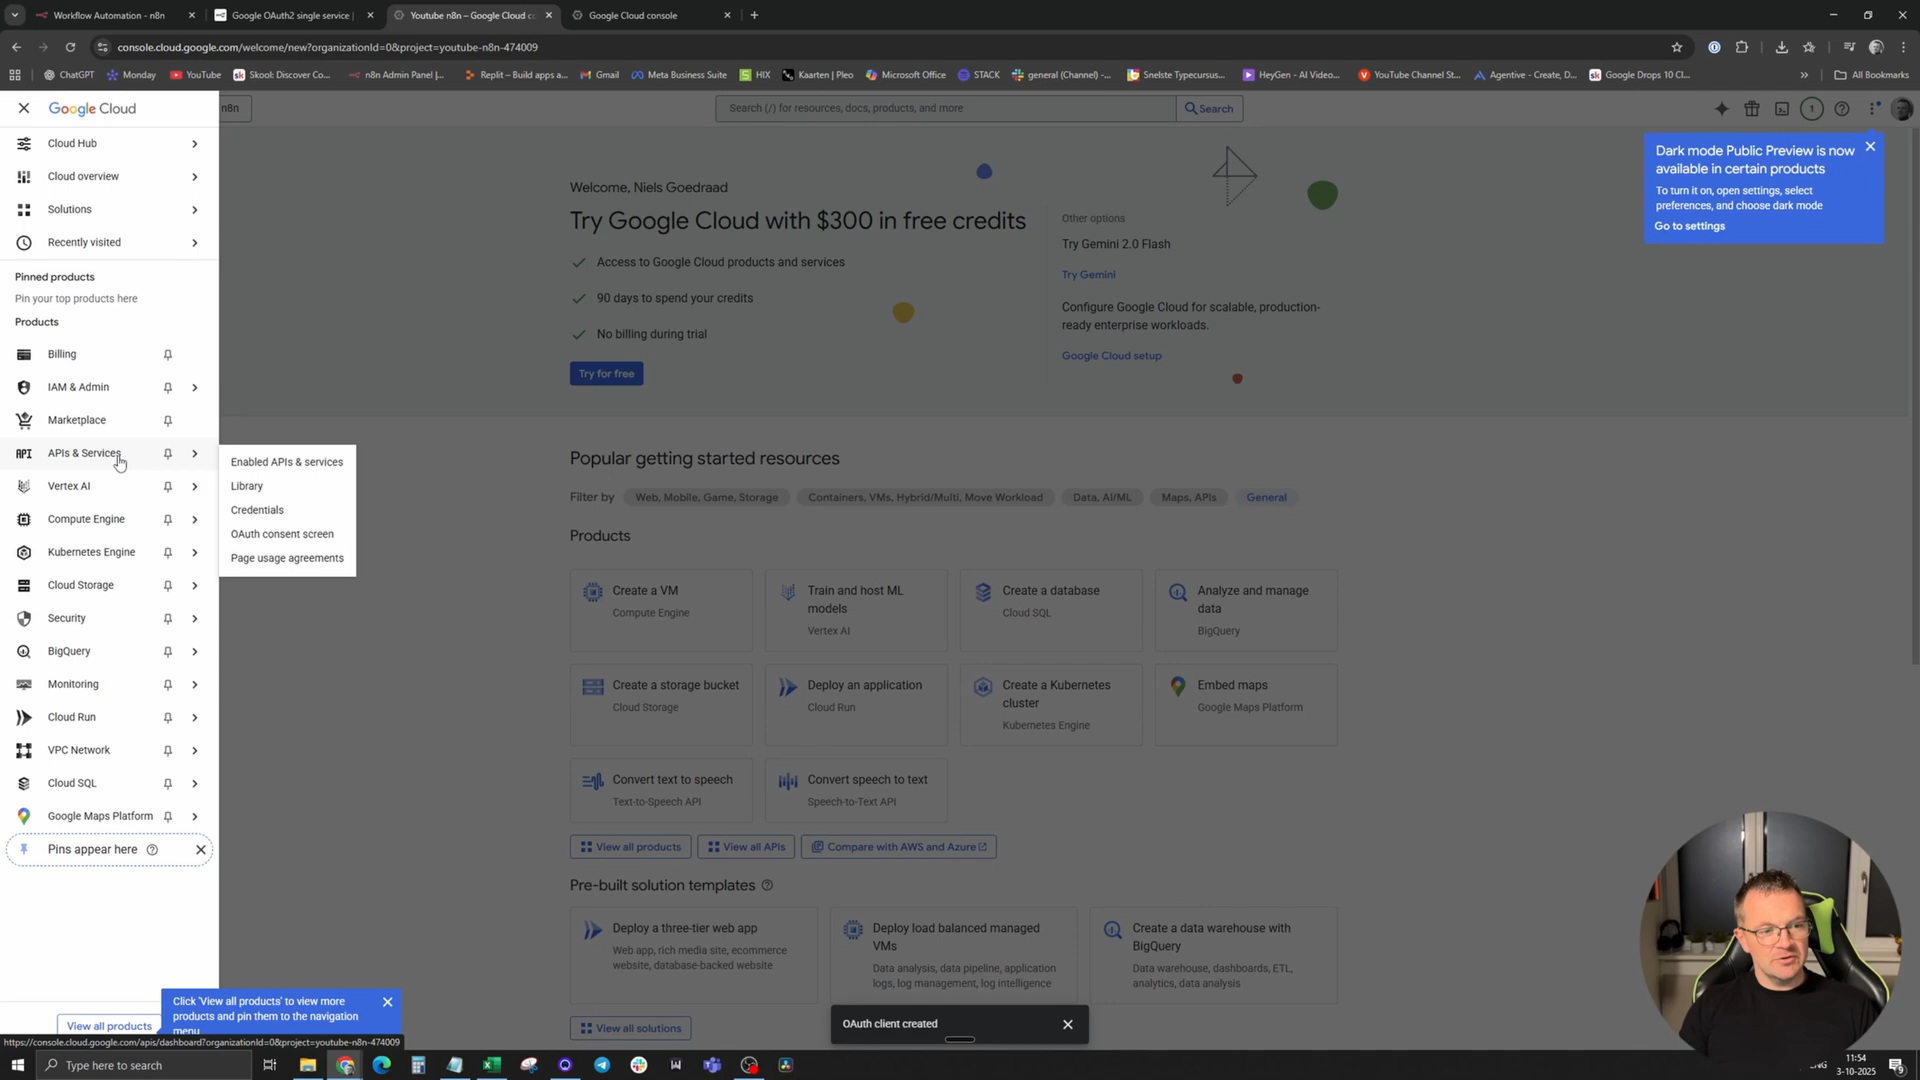 Workflow Automation - n8n
Google OAuth2 single service |
Youtube n8n – Google Cloud co
Google Cloud console
console.cloud.google.com/welcome/new?organizationId=0&project=youtube-n8n-474009
ChatGPT
Monday
YouTube
Skool: Discover Co...
n8n Admin Panel |...
Replit – Build apps a...
Gmail
Meta Business Suite
HIX
Kaarten | Pleo
Microsoft Office
STACK
general (Channel) -...
Snelste Typecursus...
HeyGen - AI Video...
YouTube Channel St...
Agentive - Create, D...
Google Drops 10 Cl...
All Bookmarks
Google Cloud
n8n
Search (/) for resources, docs, products, and more
Search
1
Cloud Hub
Cloud overview
Solutions
Recently visited
Pinned products
Pin your top products here
Products
Billing
IAM & Admin
Marketplace
API
APIs & Services
Vertex AI
Compute Engine
Kubernetes Engine
Cloud Storage
Security
BigQuery
Monitoring
Cloud Run
VPC Network
Cloud SQL
Google Maps Platform
Pins appear here
View all products
Click 'View all products' to view more
products and pin them to the navigation
menu
Enabled APIs & services
Library
Credentials
OAuth consent screen
Page usage agreements
Welcome, Niels Goedraad
Try Google Cloud with $300 in free credits
Access to Google Cloud products and services
90 days to spend your credits
No billing during trial
Try for free
Other options
Try Gemini 2.0 Flash
Try Gemini
Configure Google Cloud for scalable, production-
ready enterprise workloads.
Google Cloud setup
Dark mode Public Preview is now
available in certain products
To turn it on, open settings, select
preferences, and choose dark mode
Go to settings
Popular getting started resources
Filter by
Web, Mobile, Game, Storage
Containers, VMs, Hybrid/Multi, Move Workload
Data, AI/ML
Maps, APIs
General
Products
Create a VM
Compute Engine
Train and host ML
models
Vertex AI
Create a database
Cloud SQL
Analyze and manage
data
BigQuery
Create a storage bucket
Cloud Storage
Deploy an application
Cloud Run
Create a Kubernetes
cluster
Kubernetes Engine
Embed maps
Google Maps Platform
Convert text to speech
Text-to-Speech API
Convert speech to text
Speech-to-Text API
View all products
View all APIs
Compare with AWS and Azure
Pre-built solution templates
Deploy a three-tier web app
Web app, rich media site, ecommerce
website, database-backed website
Deploy load balanced managed
VMs
Data analysis, data pipeline, application
logs, log management, log intelligence
Create a data warehouse with
BigQuery
Data warehouse, dashboards, ETL,
analytics, data analysis
View all solutions
OAuth client created
https://console.cloud.google.com/apis/dashboard?organizationId=0&project=youtube-n8n-474009
Type here to search
ENG
11:54
3-10-2025